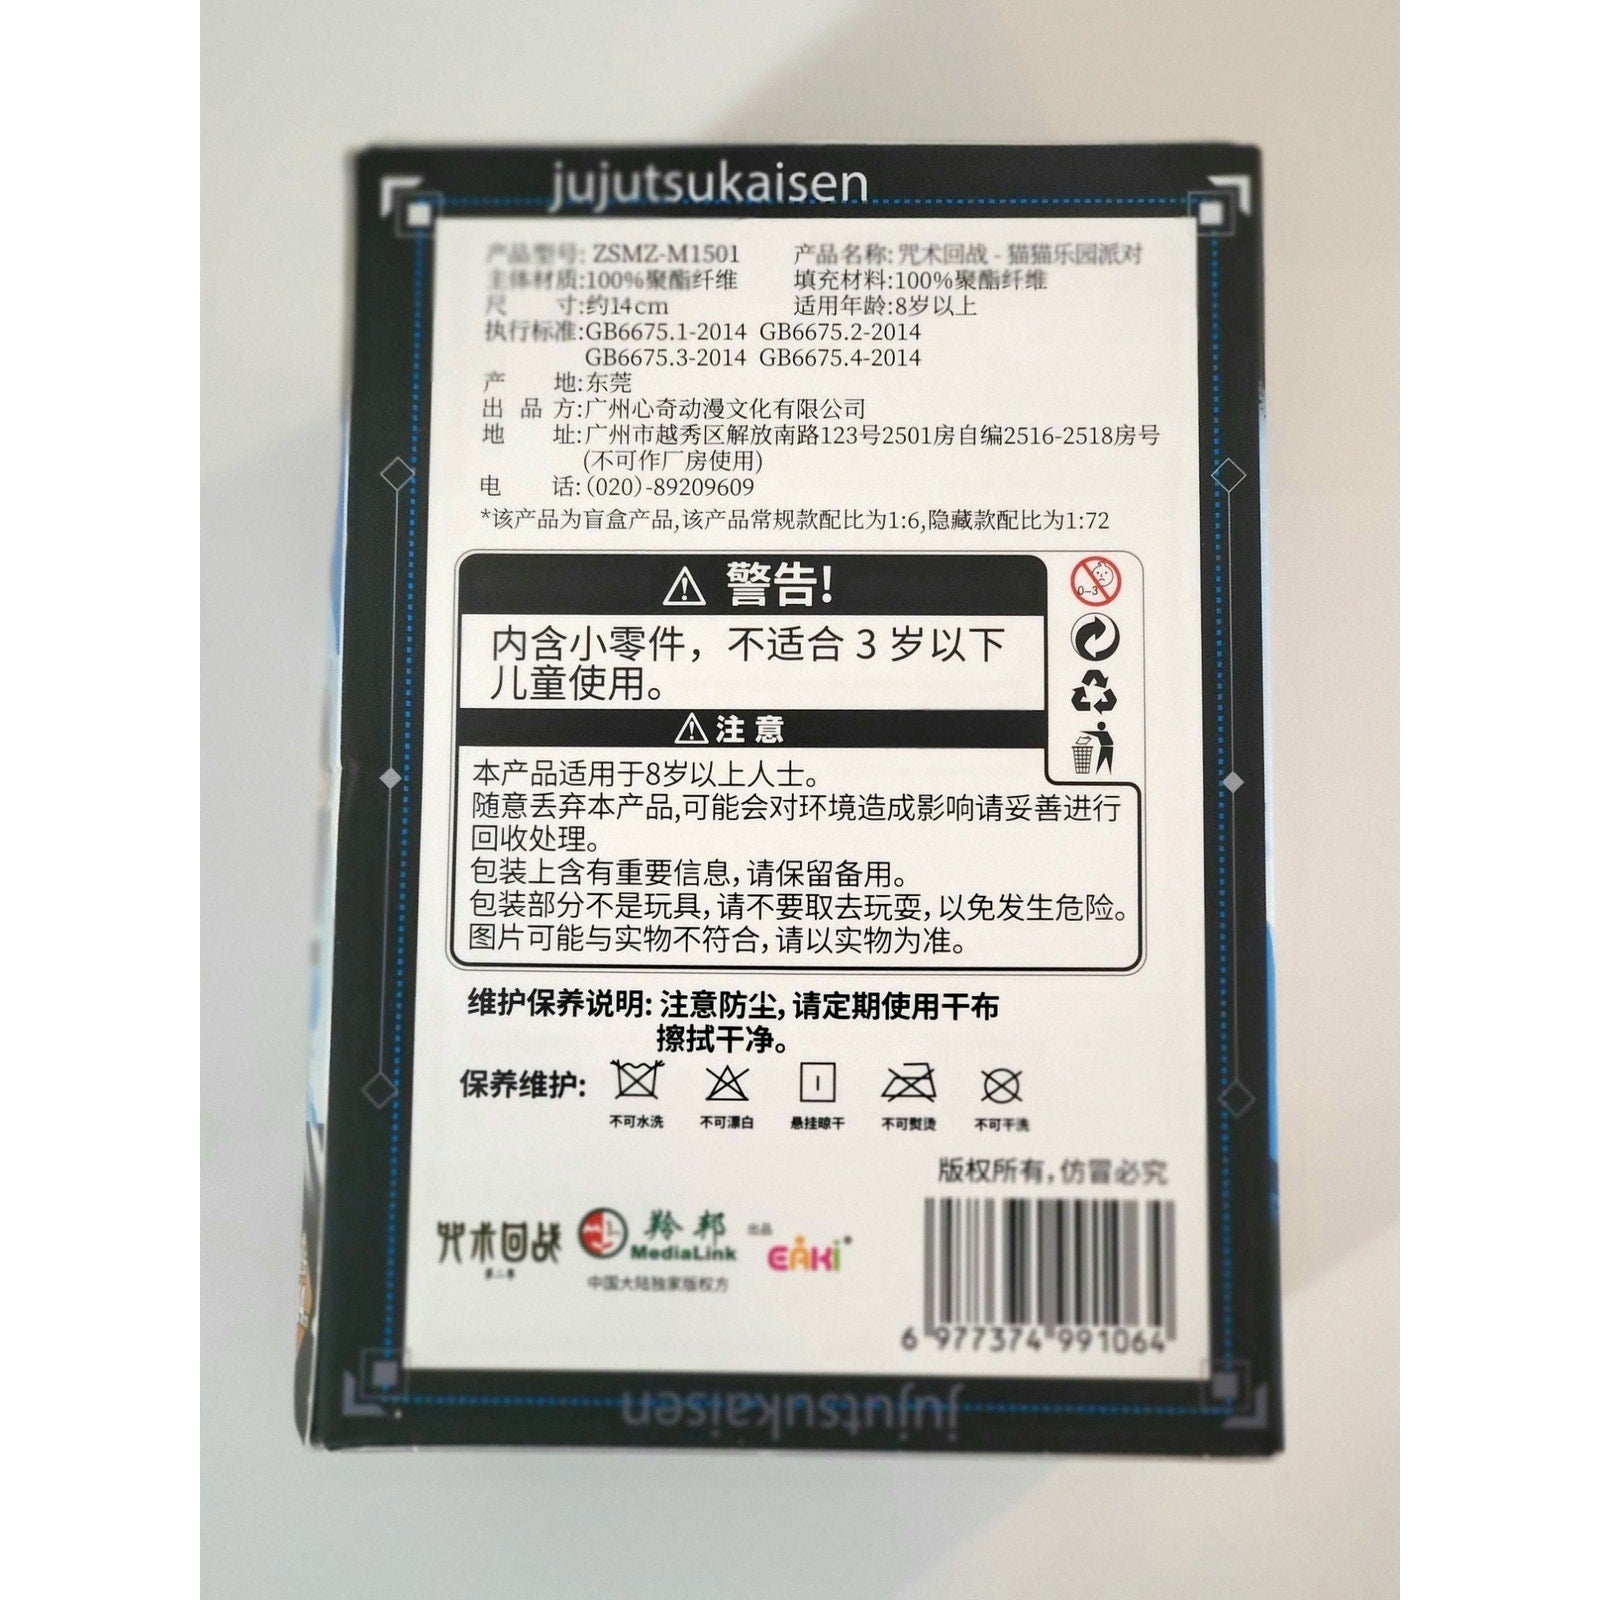 jujutsukaisen
产品型号: ZSMZ-M1501 产品名称: 咒术回战 - 猫猫乐园派对
主体材质:100%聚酯纤维 填充材料:100%聚酯纤维
尺 寸:约14cm 适用年龄:8岁以上
执行标准:GB6675.1-2014 GB6675.2-2014
GB6675.3-2014 GB6675.4-2014
产 地:东莞
出 品 方:广州心奇动漫文化有限公司
地 址:广州市越秀区解放南路123号2501房自编2516-2518房号
(不可作厂房使用)
电 话:(020)-89209609
*该产品为盲盒产品,该产品常规款配比为1:6,隐藏款配比为1:72
警告!
0-3
内含小零件，不适合 3 岁以下
儿童使用。
注意
本产品适用于8岁以上人士。
随意丢弃本产品,可能会对环境造成影响请妥善进行
回收处理。
包装上含有重要信息,请保留备用。
包装部分不是玩具,请不要取去玩耍,以免发生危险。
图片可能与实物不符合,请以实物为准。
维护保养说明: 注意防尘, 请定期使用干布
擦拭干净。
保养维护:
不可水洗 不可漂白 悬挂晾干 不可熨烫 不可干洗
版权所有,仿冒必究
咒术回战
第二季
羚邦
MediaLink
中国大陆独家版权方
出品
EAKi
6 977374 991064
jujutsukaisen